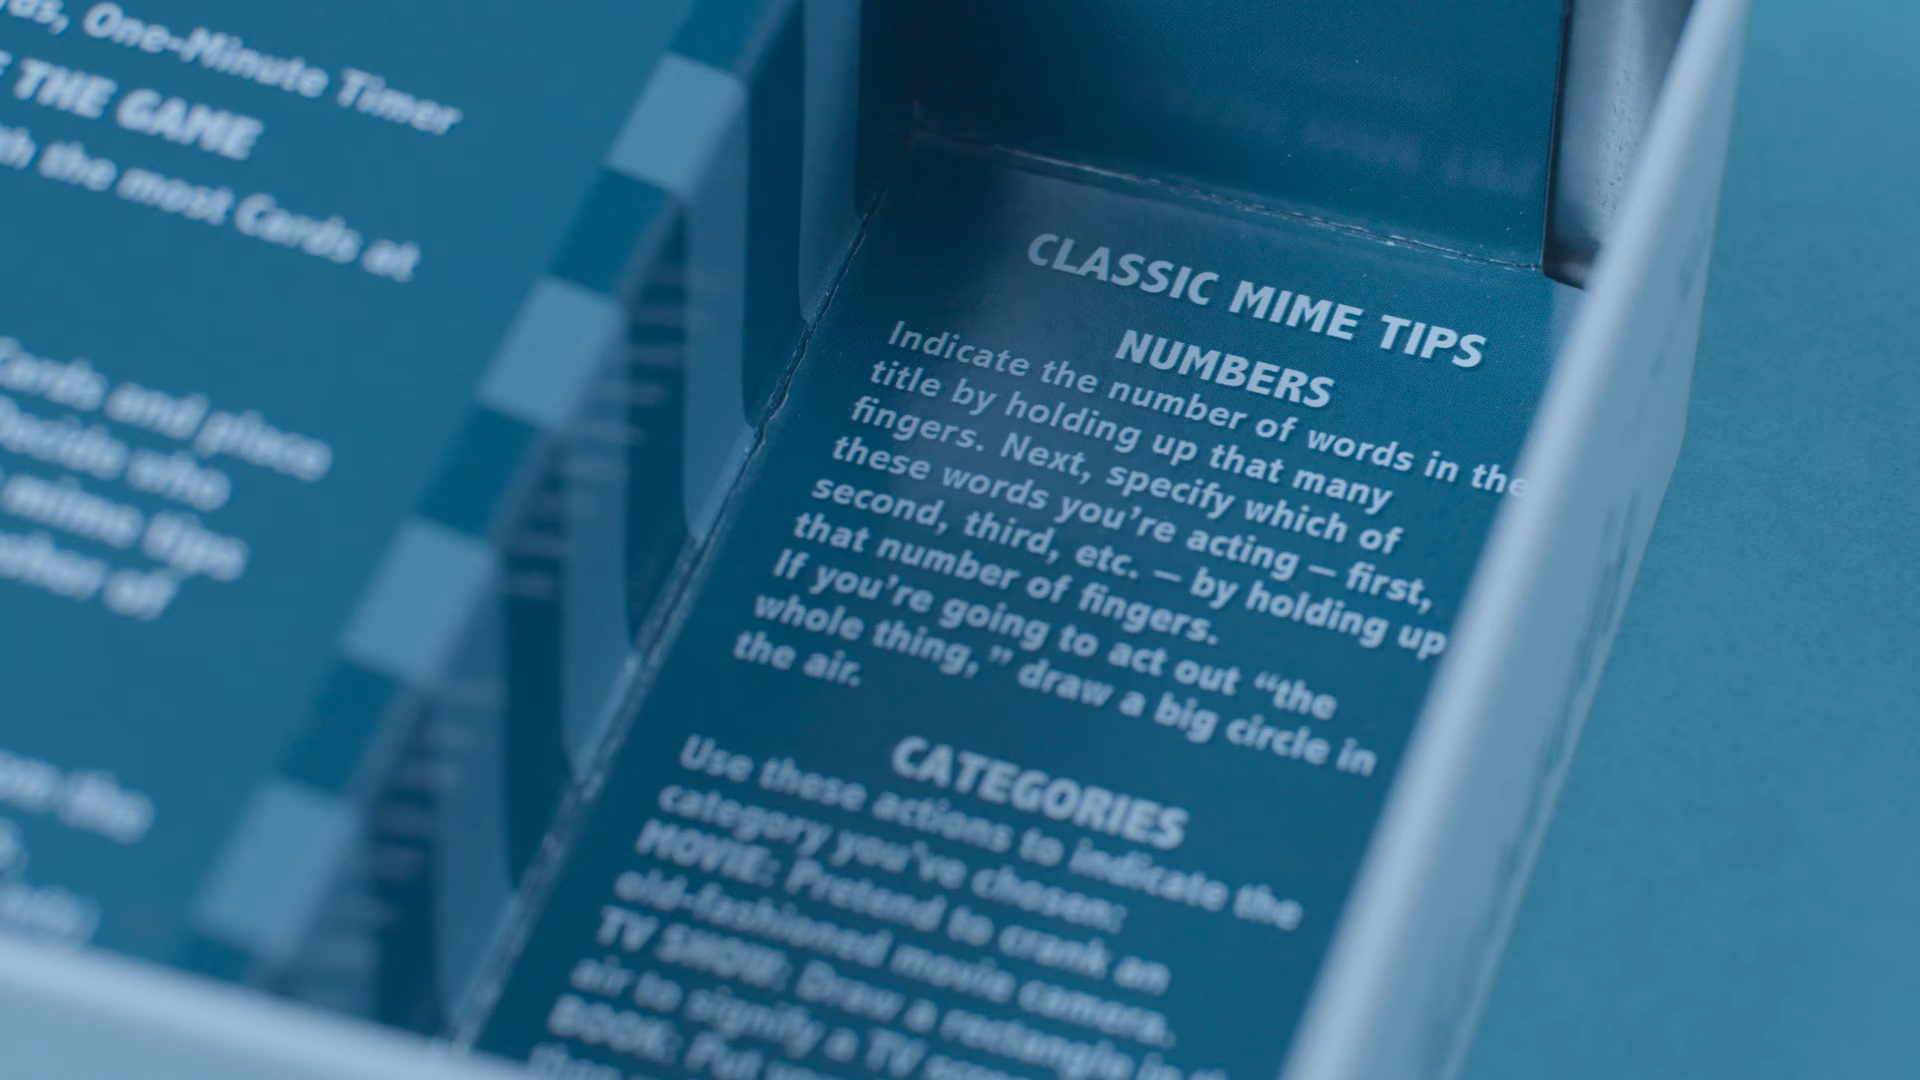 One-Minute Timer
THE GAME
the most Cards at
Cards and place
Decide who
mime tips
CLASSIC MIME TIPS
NUMBERS
Indicate the number of words in the
title by holding up that many
fingers. Next, specify which of
these words you’re acting – first,
second, third, etc. – by holding up
that number of fingers.
If you’re going to act out “the
whole thing,” draw a big circle in
the air.
CATEGORIES
Use these actions to indicate the
category you’ve chosen:
MOVIE: Pretend to crank an
old-fashioned movie camera.
TV SHOW: Draw a rectangle in
air to signify a TV
BOOK: Put